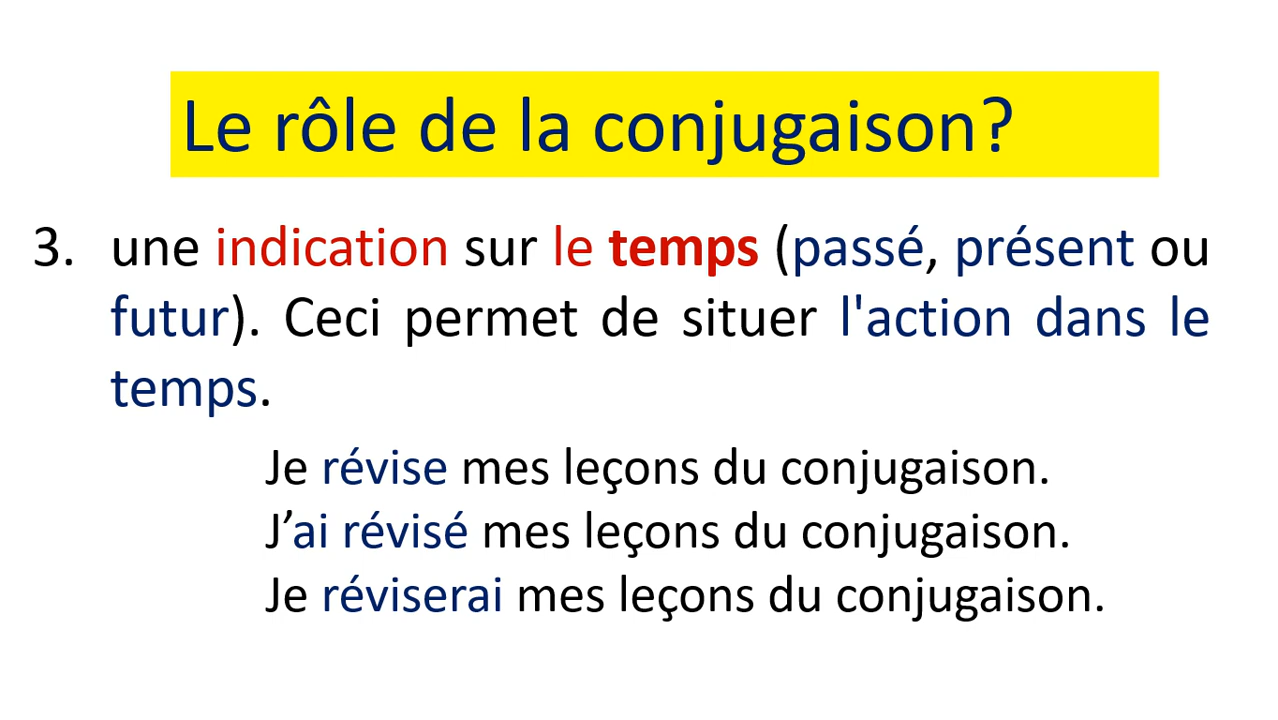 Le rôle de la conjugaison?
3. une indication sur le temps (passé, présent ou
futur). Ceci permet de situer l'action dans le
temps.
Je révise mes leçons du conjugaison.
J’ai révisé mes leçons du conjugaison.
Je réviserai mes leçons du conjugaison.